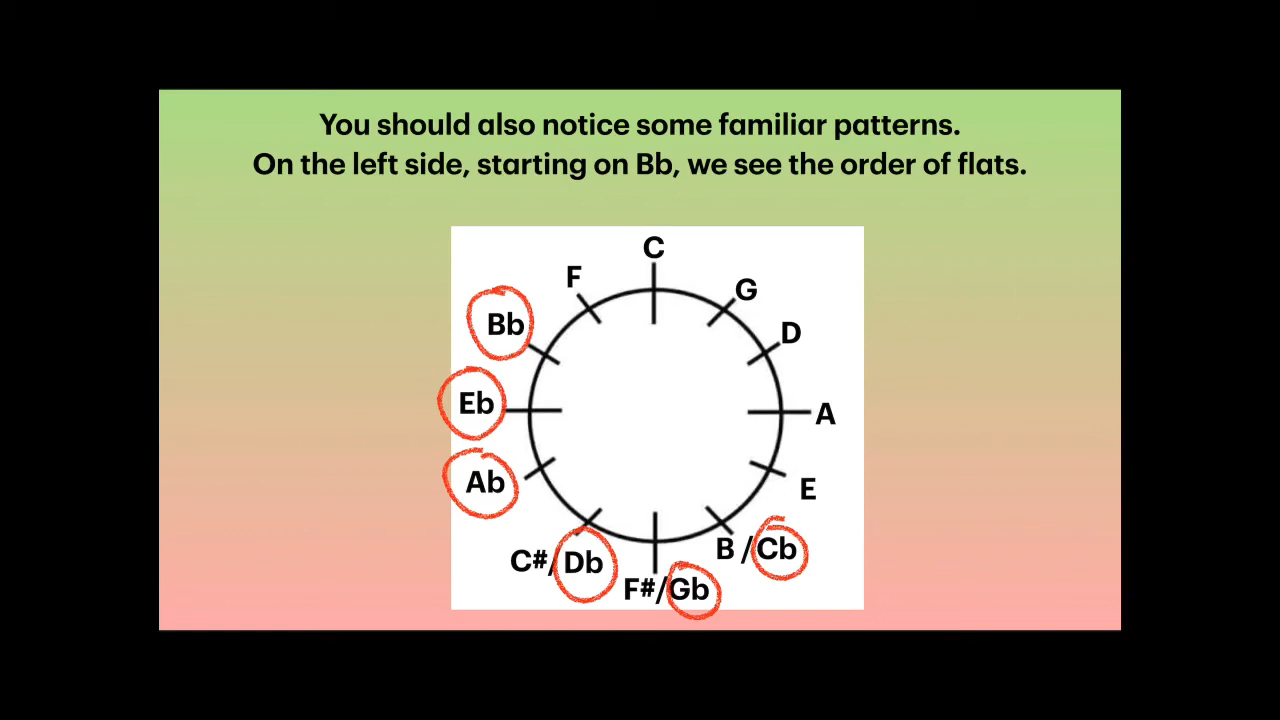 You should also notice some familiar patterns.
On the left side, starting on Bb, we see the order of flats.
C
F
G
Bb
D
Eb
A
Ab
E
C#/Db
F#/Gb
B /Cb